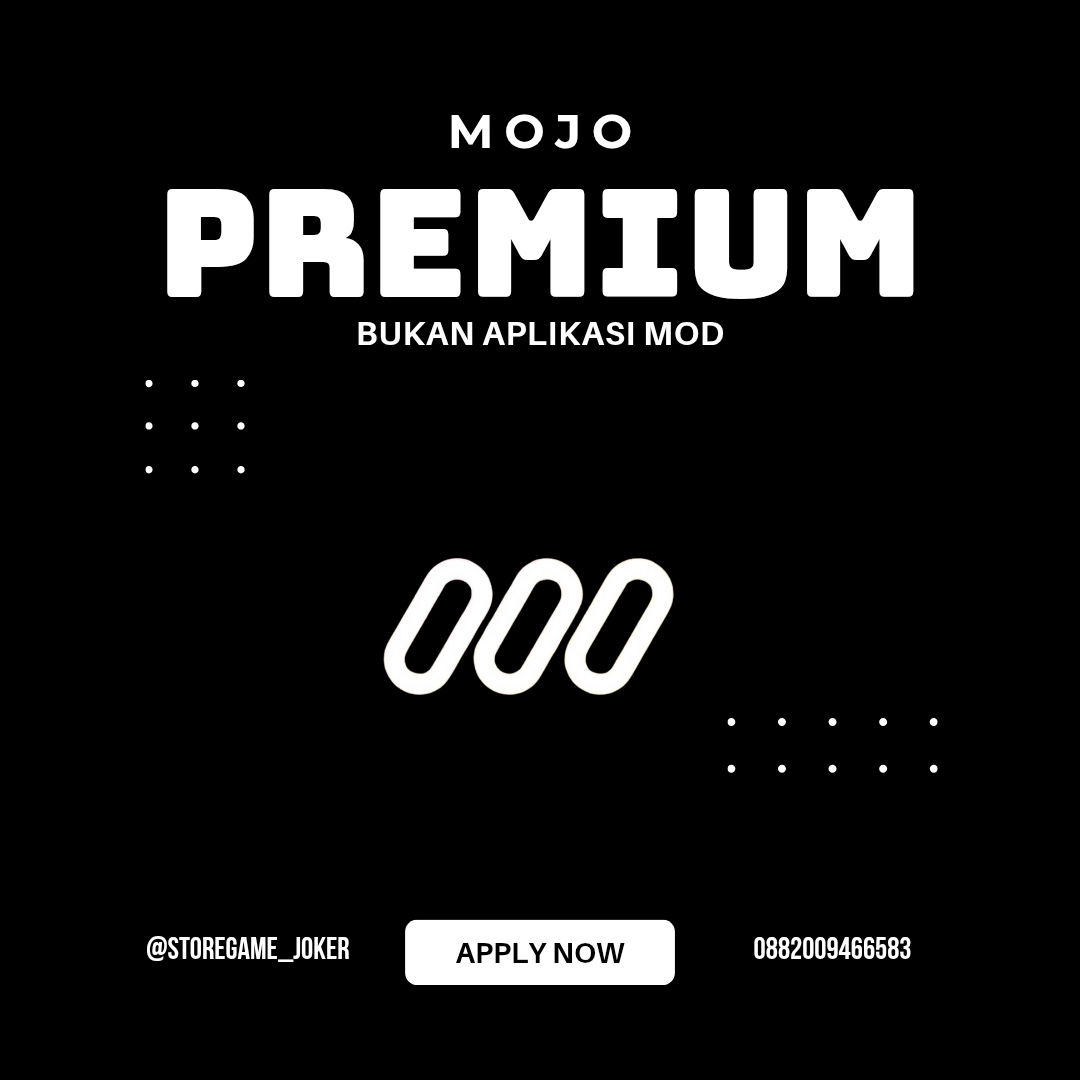 MOJO
PREMIUM
BUKAN APLIKASI MOD
@STOREGAME_JOKER
APPLY NOW
0882009466583